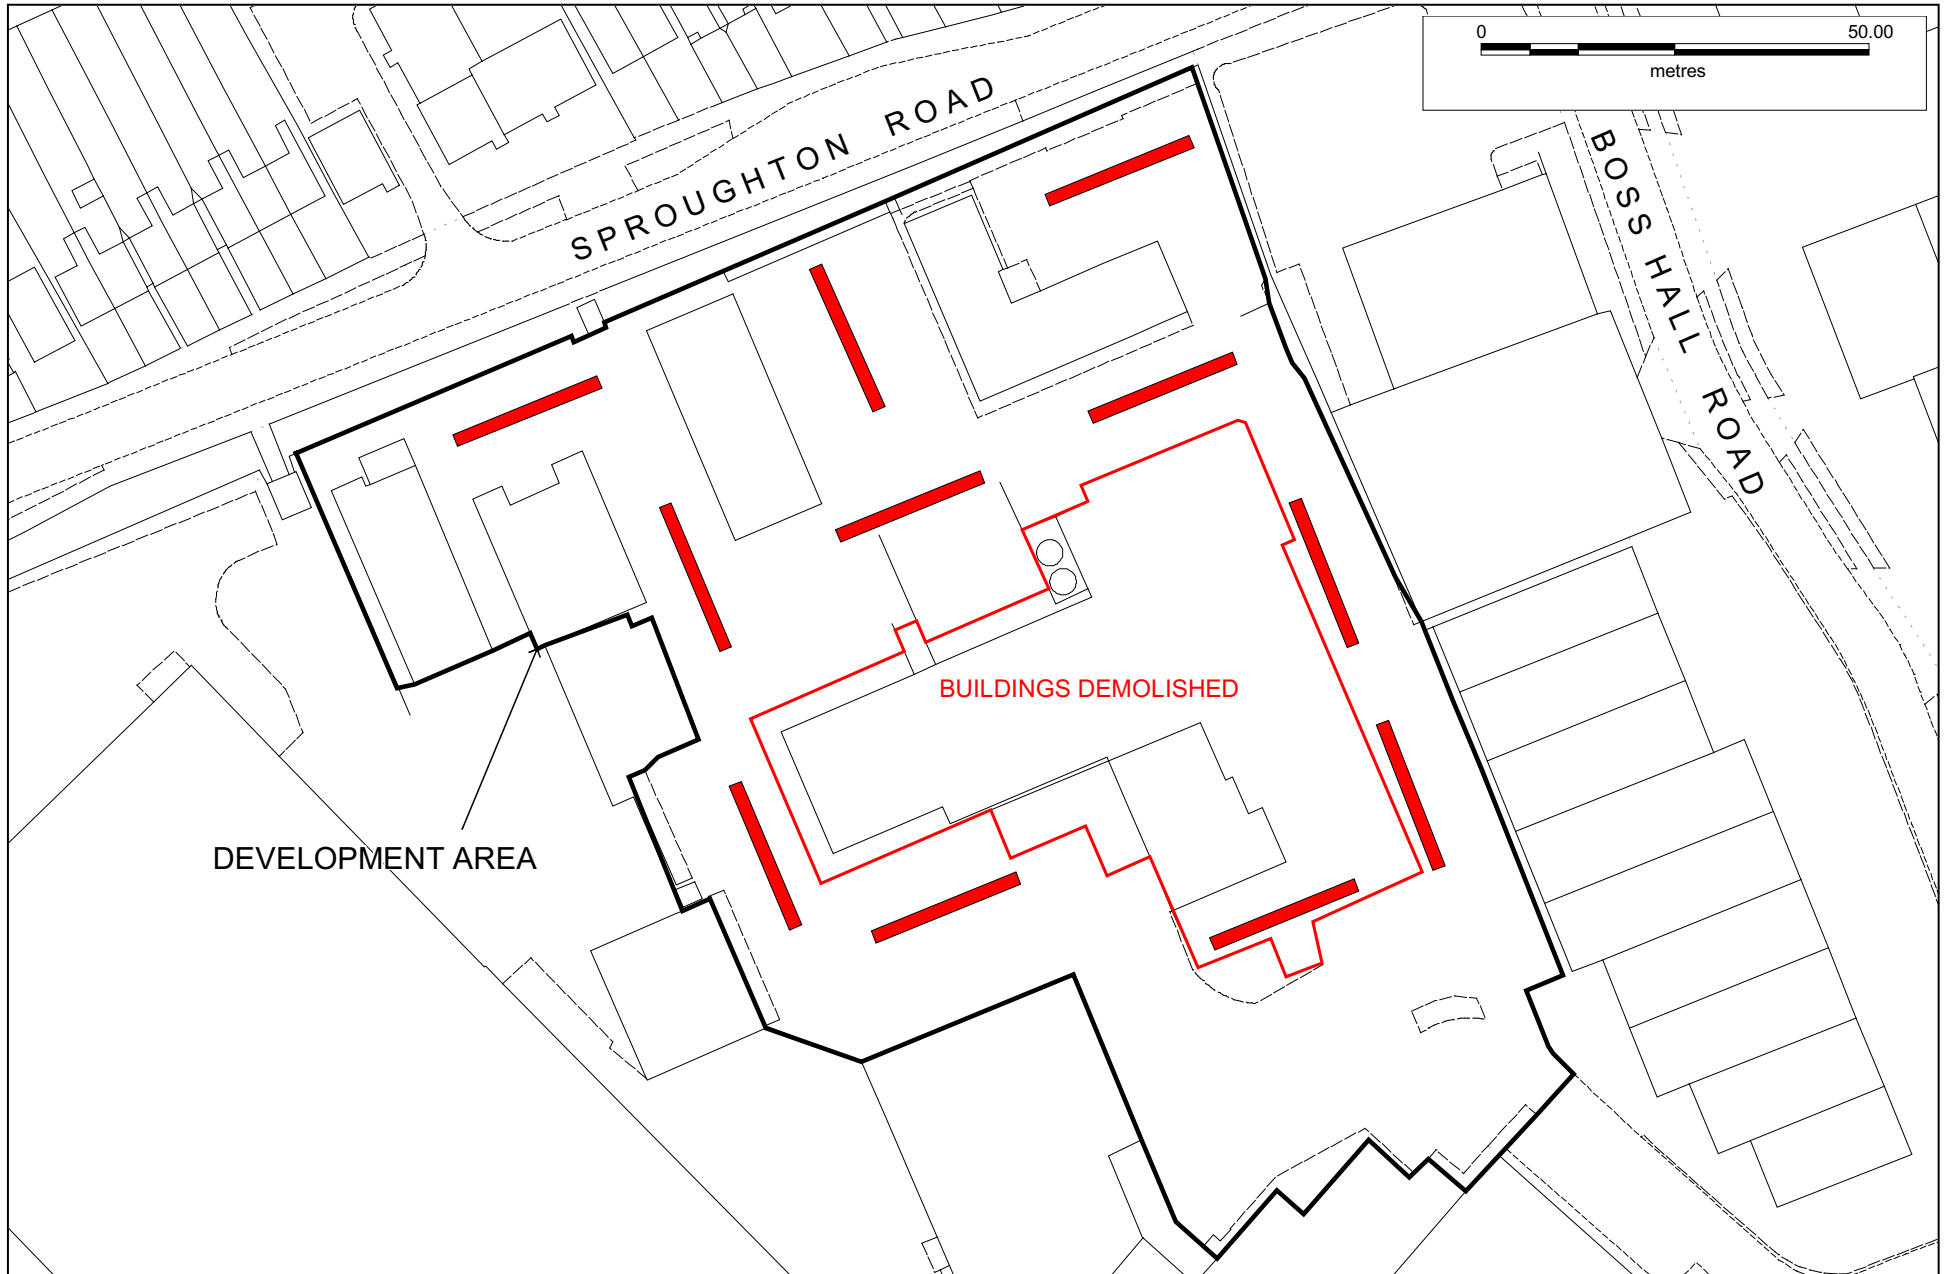 0 50.00
metres
SPROUGHTON ROAD
BOSS HALL ROAD
BUILDINGS DEMOLISHED
DEVELOPMENT AREA